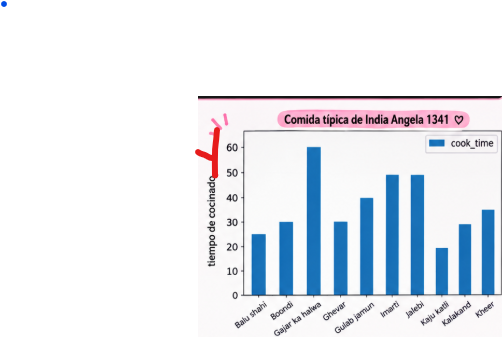 Comida típica de India Angela 1341 ♡
cook_time
tiempo de cocinado
60
50
40
30
20
10
0
Balu shahi
Boondi
Gajar ka halwa
Ghevar
Gulab jamun
Imarti
Jalebi
Kaju katli
Kalakand
Kheer